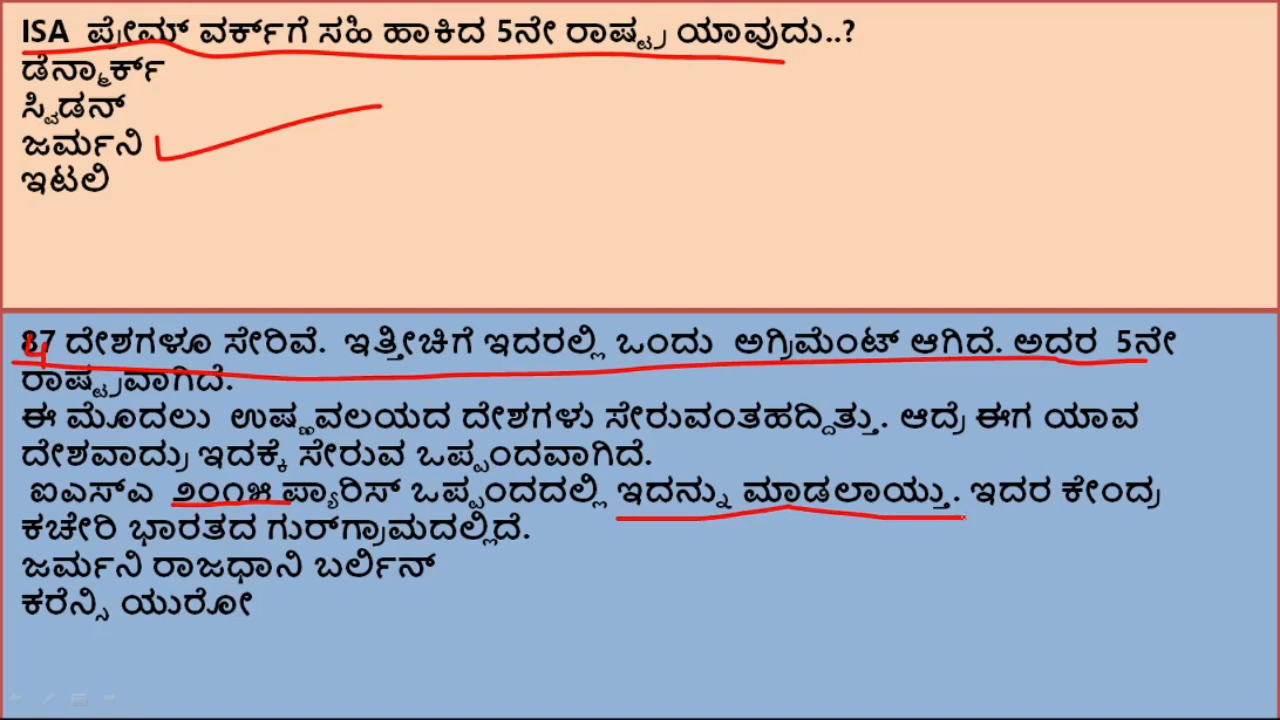 ISA ಪ್ರೇಮ್ ವರ್ಕ್‌ಗೆ ಸಹಿ ಹಾಕಿದ 5ನೇ ರಾಷ್ಟ್ರ ಯಾವುದು..?
ಡೆನ್ಮಾರ್ಕ್
ಸ್ವಿಡನ್
ಜರ್ಮನಿ
ಇಟಲಿ
87 ದೇಶಗಳೂ ಸೇರಿವೆ. ಇತ್ತೀಚಿಗೆ ಇದರಲ್ಲಿ ಒಂದು ಅಗ್ರಿಮೆಂಟ್ ಆಗಿದೆ. ಅದರ 5ನೇ
ರಾಷ್ಟ್ರವಾಗಿದೆ.
ಈ ಮೊದಲು ಉಷ್ಣವಲಯದ ದೇಶಗಳು ಸೇರುವಂತಹದ್ದಿತ್ತು. ಆದ್ರೆ ಈಗ ಯಾವ
ದೇಶವಾದ್ರು ಇದಕ್ಕೆ ಸೇರುವ ಒಪ್ಪಂದವಾಗಿದೆ.
ಐಎಸ್ಎ ೨೦೧೫ ಪ್ಯಾರಿಸ್ ಒಪ್ಪಂದದಲ್ಲಿ ಇದನ್ನು ಮಾಡಲಾಯ್ತು. ಇದರ ಕೇಂದ್ರ
ಕಚೇರಿ ಭಾರತದ ಗುರ್‌ಗ್ರಾಮದಲ್ಲಿದೆ.
ಜರ್ಮನಿ ರಾಜಧಾನಿ ಬರ್ಲಿನ್
ಕರೆನ್ಸಿ ಯುರೋ